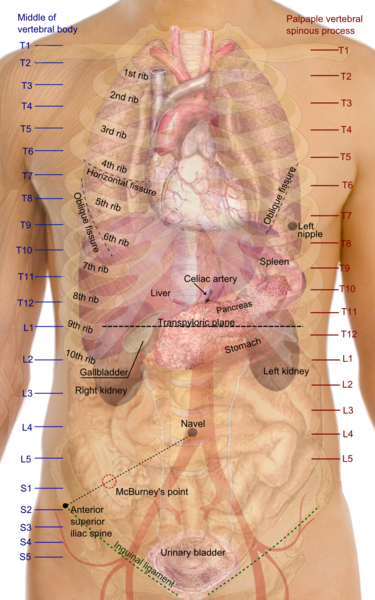 Middle of
vertebral body
Palpaple vertebral
spinous process
T1
T2
T3
T4
T5
T6
T7
T8
T9
T10
T11
T12
L1
L2
L3
L4
L5
S1
S2
S3
S4
S5
T1
T2
T3
T4
T5
T6
T7
T8
T9
T10
T11
T12
L1
L2
L3
L4
L5
1st rib
2nd rib
3rd rib
4th rib
Horizontal fissure
5th rib
Oblique fissure
Oblique fissure
6th rib
Left
nipple
7th rib
Spleen
Celiac artery
8th rib
Liver
Pancreas
9th rib
Transpyloric plane
10th rib
Stomach
Gallbladder
Right kidney
Left kidney
Navel
McBurney's point
Anterior
superior
iliac spine
Inguinal ligament
Urinary bladder